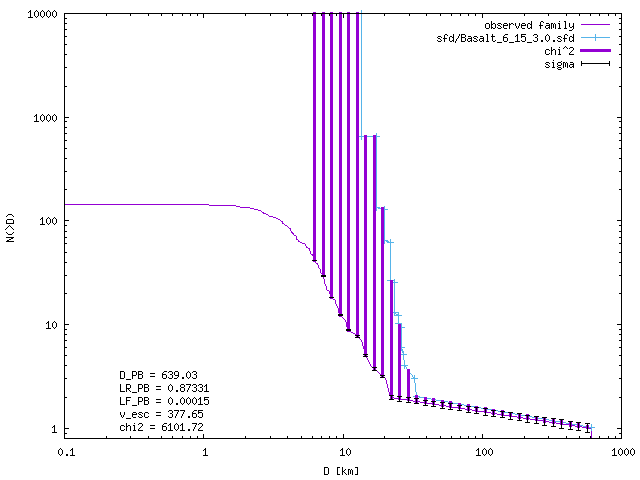 10000
1000
100
10
1
N(>D)
observed family
sfd/Basalt_6_15_3.0.sfd
chi^2
sigma
D_PB = 639.03
LR_PB = 0.87331
LF_PB = 0.00015
v_esc = 377.65
chi2 = 6101.72
0.1 1 10 100 1000
D [km]